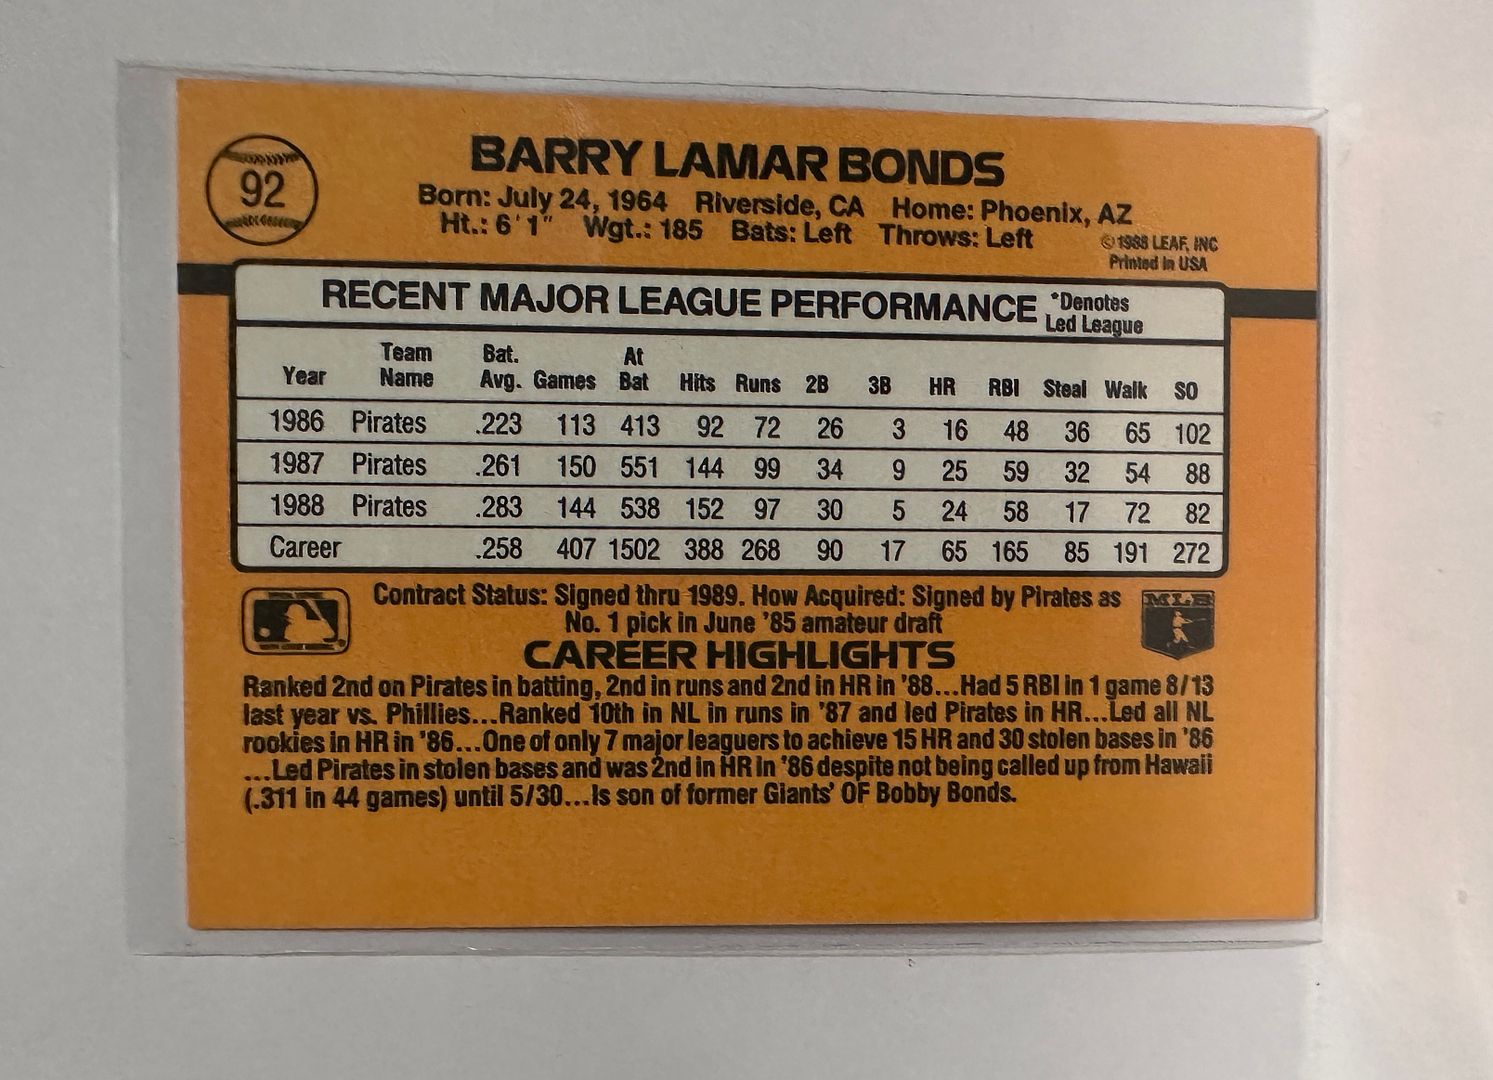 92
BARRY LAMAR BONDS
Born: July 24, 1964 Riverside, CA Home: Phoenix, AZ
Ht.: 6'1" Wgt.: 185 Bats: Left Throws: Left
© 1988 LEAF, INC
Printed in USA
RECENT MAJOR LEAGUE PERFORMANCE *Denotes
Led League
Year Team Name Bat. Avg. Games At Bat Hits Runs 2B 3B HR RBI Steal Walk SO
1986 Pirates .223 113 413 92 72 26 3 16 48 36 65 102
1987 Pirates .261 150 551 144 99 34 9 25 59 32 54 88
1988 Pirates .283 144 538 152 97 30 5 24 58 17 72 82
Career .258 407 1502 388 268 90 17 65 165 85 191 272
Contract Status: Signed thru 1989. How Acquired: Signed by Pirates as
No. 1 pick in June '85 amateur draft
MLB
CAREER HIGHLIGHTS
Ranked 2nd on Pirates in batting, 2nd in runs and 2nd in HR in '88...Had 5 RBI in 1 game 8/13
last year vs. Phillies...Ranked 10th in NL in runs in '87 and led Pirates in HR...Led all NL
rookies in HR in '86...One of only 7 major leaguers to achieve 15 HR and 30 stolen bases in '86
...Led Pirates in stolen bases and was 2nd in HR in '86 despite not being called up from Hawaii
(.311 in 44 games) until 5/30...Is son of former Giants' OF Bobby Bonds.